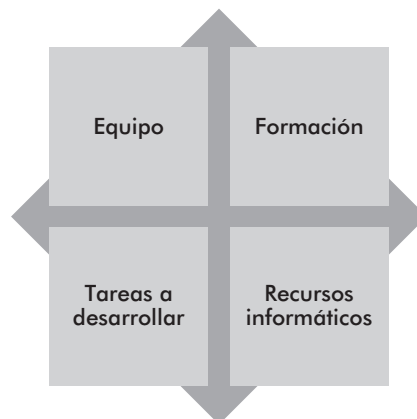 Equipo
Formación
Tareas a
desarrollar
Recursos
informáticos